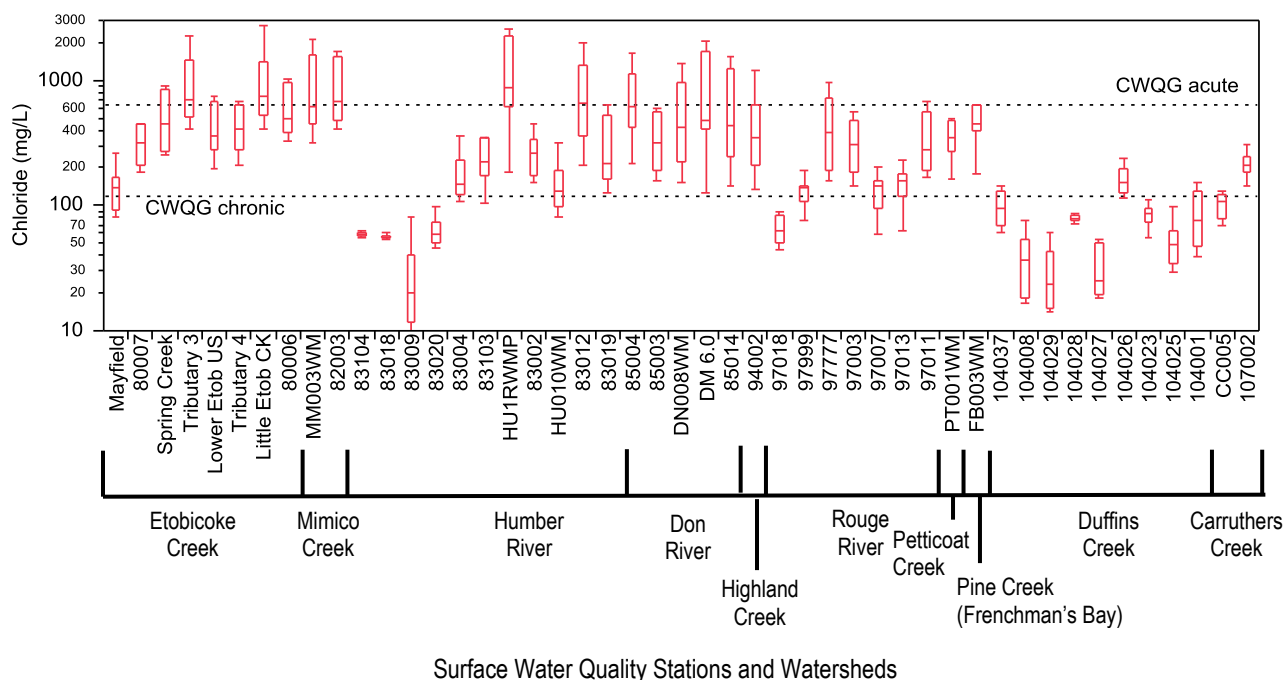 3000
2000
1000
600
400
200
100
70
50
30
20
10
Chloride (mg/L)
CWQG acute
CWQG chronic
Mayfield
80007
Spring Creek
Tributary 3
Lower Etob US
Tributary 4
Little Etob CK
80006
MM003WM
82003
83104
83018
83009
83020
83004
83103
HU1RWMP
83002
HU010WM
83012
83019
85004
85003
DN008WM
DM 6.0
85014
94002
97018
97999
97777
97003
97007
97013
97011
PT001WM
FB003WM
104037
104008
104029
104028
104027
104026
104023
104025
104001
CC005
107002
Etobicoke
Creek
Mimico
Creek
Humber
River
Don
River
Highland
Creek
Rouge
River
Petticoat
Creek
Pine Creek
(Frenchman's Bay)
Duffins
Creek
Carruthers
Creek
Surface Water Quality Stations and Watersheds